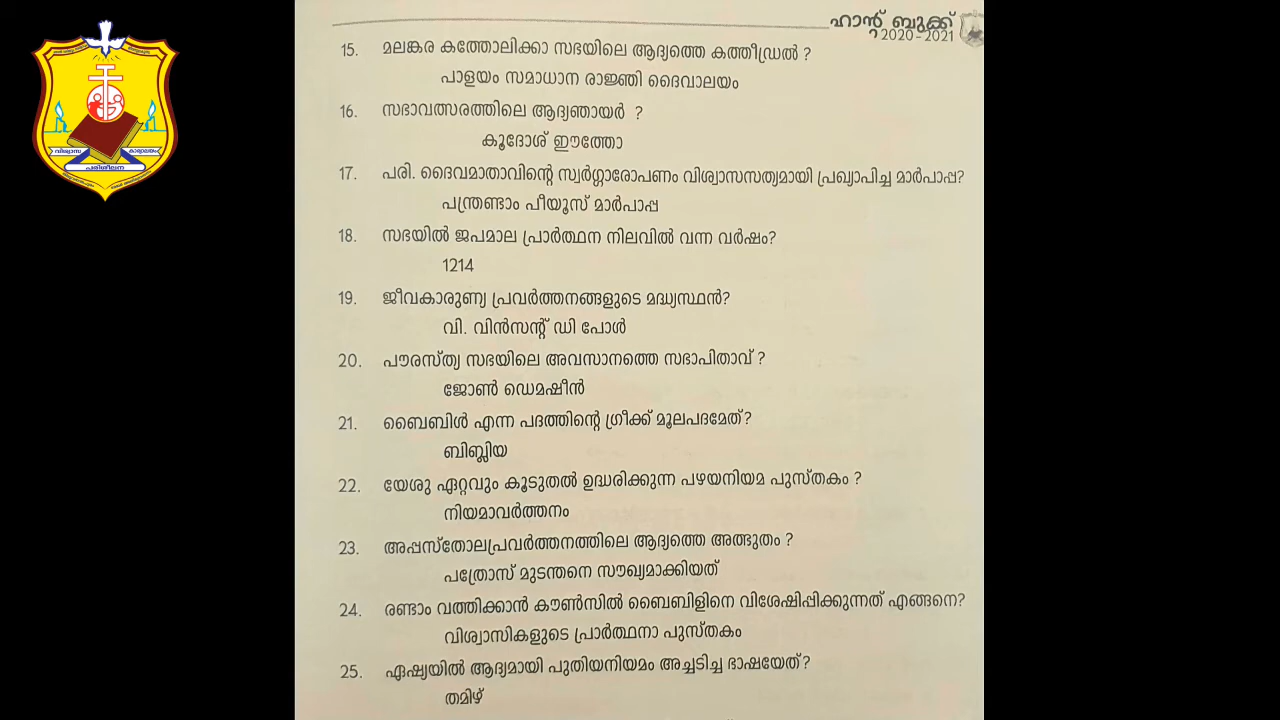 ഹാന്റ് ബുക്ക്
2020-2021
15. മലങ്കര കത്തോലിക്കാ സഭയിലെ ആദ്യത്തെ കത്തീഡ്രൽ ?
പാളയം സമാധാന രാജ്ഞി ദൈവാലയം
16. സഭാവത്സരത്തിലെ ആദ്യഞായർ ?
കൂദോശ് ഈത്തോ
17. പരി. ദൈവമാതാവിന്റെ സ്വർഗ്ഗാരോപണം വിശ്വാസസത്യമായി പ്രഖ്യാപിച്ച മാർപാപ്പ?
പന്ത്രണ്ടാം പീയൂസ് മാർപാപ്പ
18. സഭയിൽ ജപമാല പ്രാർത്ഥന നിലവിൽ വന്ന വർഷം?
1214
19. ജീവകാരുണ്യ പ്രവർത്തനങ്ങളുടെ മദ്ധ്യസ്ഥൻ?
വി. വിൻസന്റ് ഡി പോൾ
20. പൗരസ്ത്യ സഭയിലെ അവസാനത്തെ സഭാപിതാവ് ?
ജോൺ ഡെമഷീൻ
21. ബൈബിൾ എന്ന പദത്തിന്റെ ഗ്രീക്ക് മൂലപദമേത്?
ബിബ്ലിയ
22. യേശു ഏറ്റവും കൂടുതൽ ഉദ്ധരിക്കുന്ന പഴയനിയമ പുസ്തകം ?
നിയമാവർത്തനം
23. അപ്പസ്തോലപ്രവർത്തനത്തിലെ ആദ്യത്തെ അത്ഭുതം ?
പത്രോസ് മുടന്തനെ സൗഖ്യമാക്കിയത്
24. രണ്ടാം വത്തിക്കാൻ കൗൺസിൽ ബൈബിളിനെ വിശേഷിപ്പിക്കുന്നത് എങ്ങനെ?
വിശ്വാസികളുടെ പ്രാർത്ഥനാ പുസ്തകം
25. ഏഷ്യയിൽ ആദ്യമായി പുതിയനിയമം അച്ചടിച്ച ഭാഷയേത്?
തമിഴ്
വിശ്വാസ
പരിശീലന
കാര്യാലയം